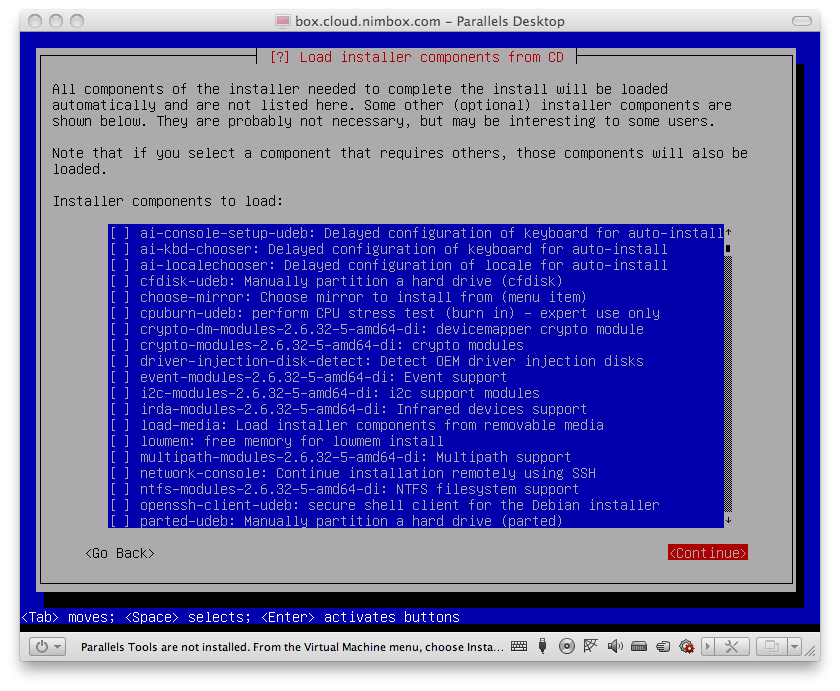 box.cloud.nimbox.com – Parallels Desktop
[?] Load installer components from CD
All components of the installer needed to complete the install will be loaded
automatically and are not listed here. Some other (optional) installer components are
shown below. They are probably not necessary, but may be interesting to some users.
Note that if you select a component that requires others, those components will also be
loaded.
Installer components to load:
[ ] ai-console-setup-udeb: Delayed configuration of keyboard for auto-install↑
[ ] ai-kbd-chooser: Delayed configuration of keyboard for auto-install
[ ] ai-localechooser: Delayed configuration of locale for auto-install
[ ] cfdisk-udeb: Manually partition a hard drive (cfdisk)
[ ] choose-mirror: Choose mirror to install from (menu item)
[ ] cpuburn-udeb: perform CPU stress test (burn in) - expert use only
[ ] crypto-dm-modules-2.6.32-5-amd64-di: devicemapper crypto module
[ ] crypto-modules-2.6.32-5-amd64-di: crypto modules
[ ] driver-injection-disk-detect: Detect OEM driver injection disks
[ ] event-modules-2.6.32-5-amd64-di: Event support
[ ] i2c-modules-2.6.32-5-amd64-di: i2c support modules
[ ] irda-modules-2.6.32-5-amd64-di: Infrared devices support
[ ] load-media: Load installer components from removable media
[ ] lowmem: free memory for lowmem install
[ ] multipath-modules-2.6.32-5-amd64-di: Multipath support
[ ] network-console: Continue installation remotely using SSH
[ ] ntfs-modules-2.6.32-5-amd64-di: NTFS filesystem support
[ ] openssh-client-udeb: secure shell client for the Debian installer
[ ] parted-udeb: Manually partition a hard drive (parted) ↓
<Go Back> <Continue>
<Tab> moves; <Space> selects; <Enter> activates buttons
Parallels Tools are not installed. From the Virtual Machine menu, choose Insta...